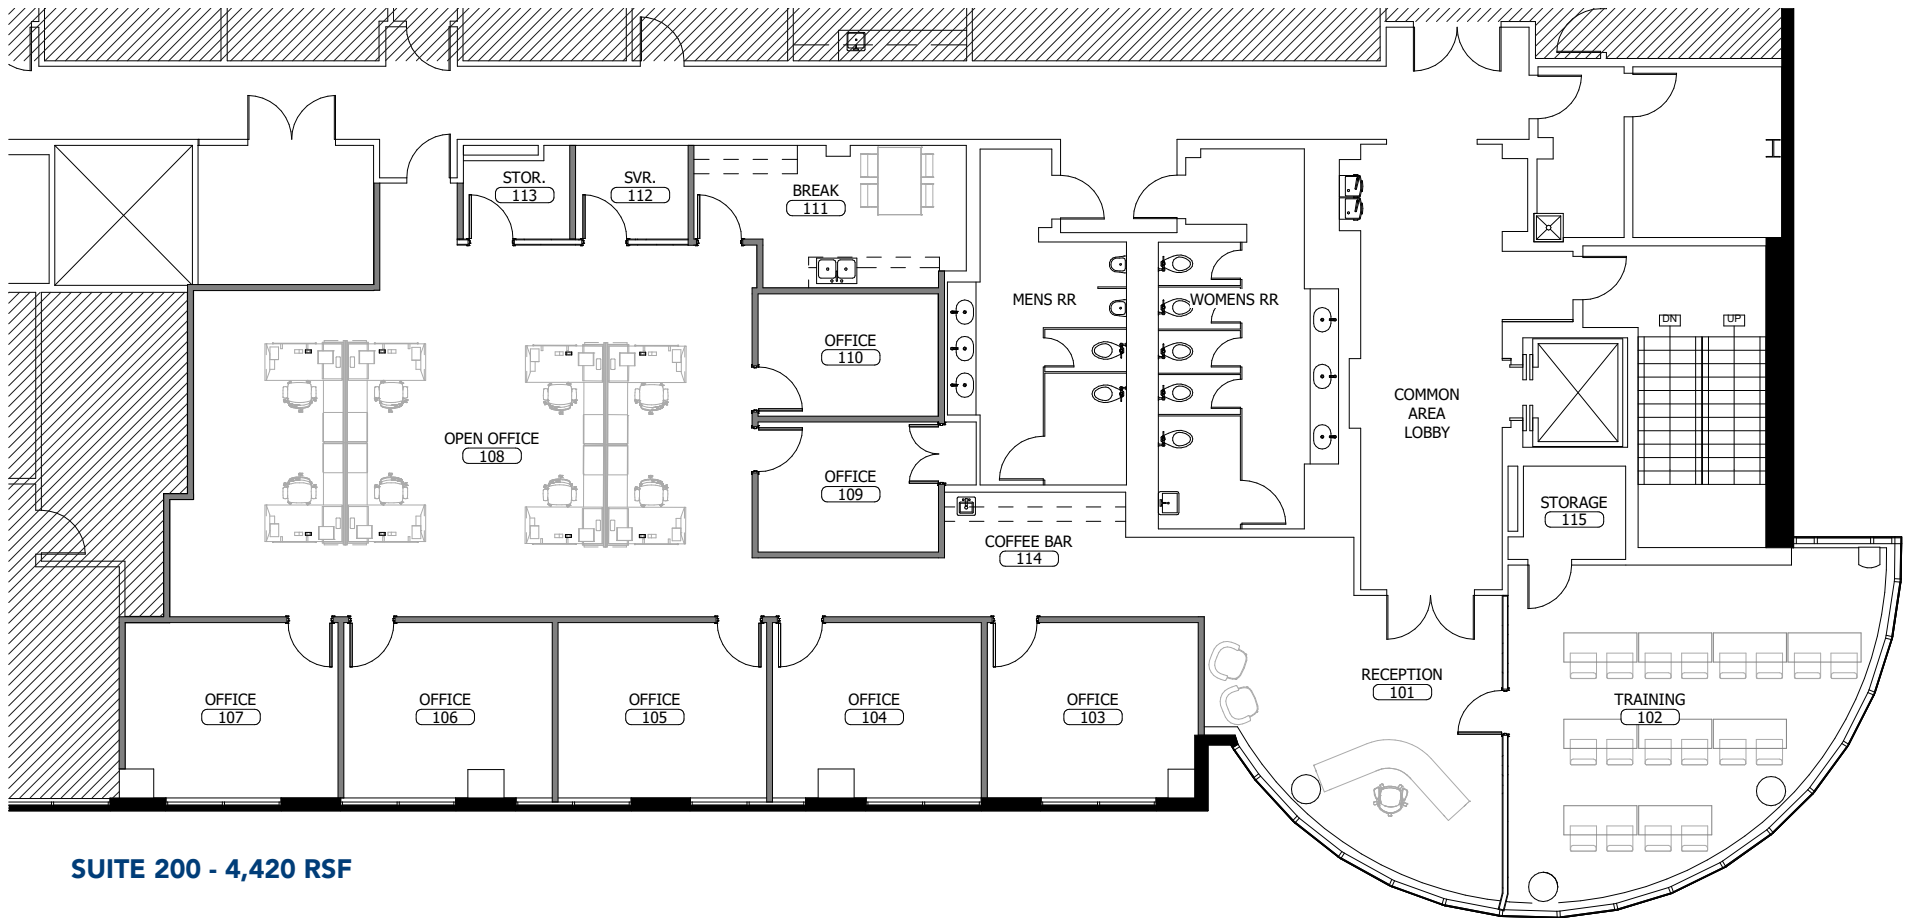 STOR.
113
SVR.
112
BREAK
111
MENS RR
WOMENS RR
DN
UP
OFFICE
110
COMMON
AREA
LOBBY
OPEN OFFICE
108
OFFICE
109
STORAGE
115
COFFEE BAR
114
OFFICE
107
OFFICE
106
OFFICE
105
OFFICE
104
OFFICE
103
RECEPTION
101
TRAINING
102
SUITE 200 - 4,420 RSF